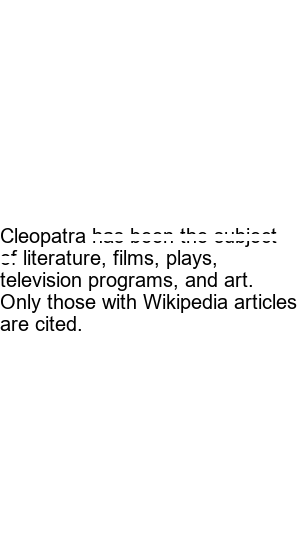 Cleopatra has been the subject
of literature, films, plays,
television programs, and art.
Only those with Wikipedia articles
are cited.